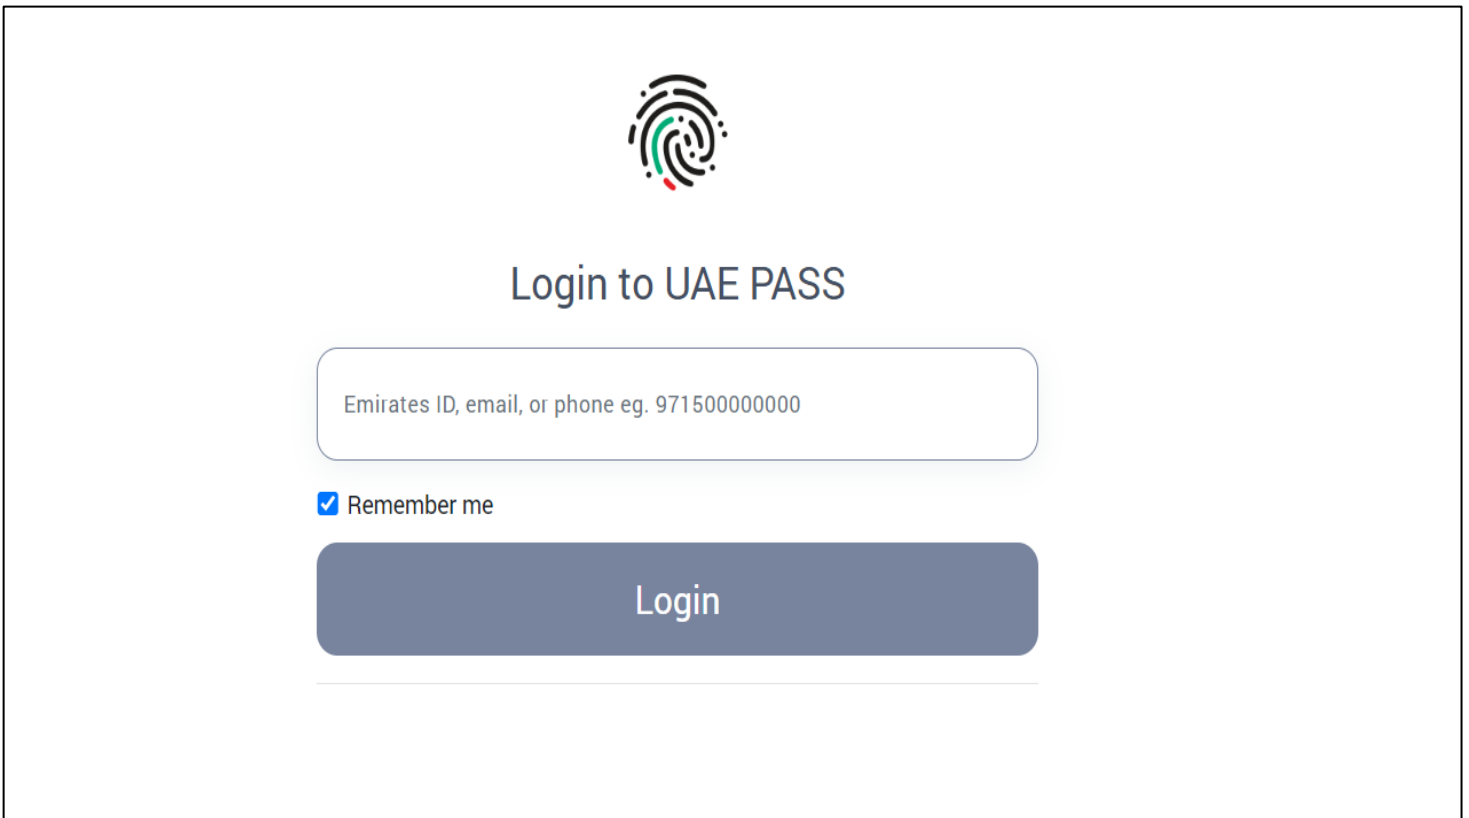 Login to UAE PASS
Emirates ID, email, or phone eg. 971500000000
Remember me
Login